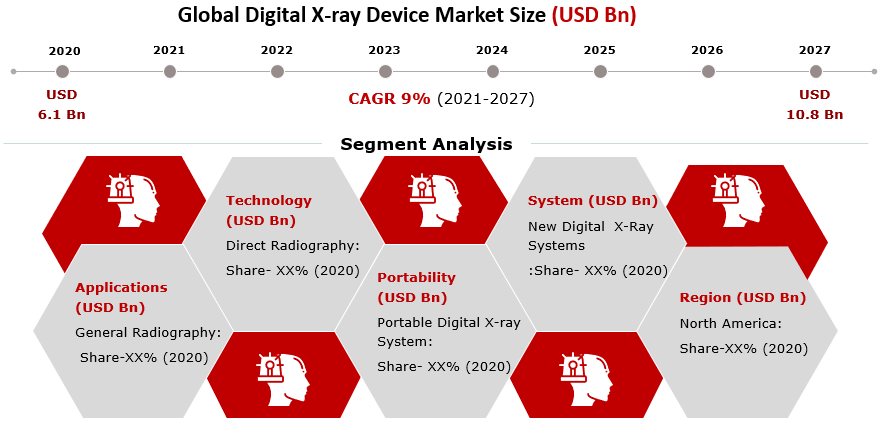 Global Digital X-ray Device Market Size (USD Bn)
2020 2021 2022 2023 2024 2025 2026 2027
USD
6.1 Bn
CAGR 9% (2021-2027)
USD
10.8 Bn
Segment Analysis
Applications
(USD Bn)
General Radiography:
Share-XX% (2020)
Technology
(USD Bn)
Direct Radiography:
Share- XX% (2020)
Portability
(USD Bn)
Portable Digital X-ray
System:
Share- XX% (2020)
System (USD Bn)
New Digital X-Ray
Systems
:Share- XX% (2020)
Region (USD Bn)
North America:
Share-XX% (2020)